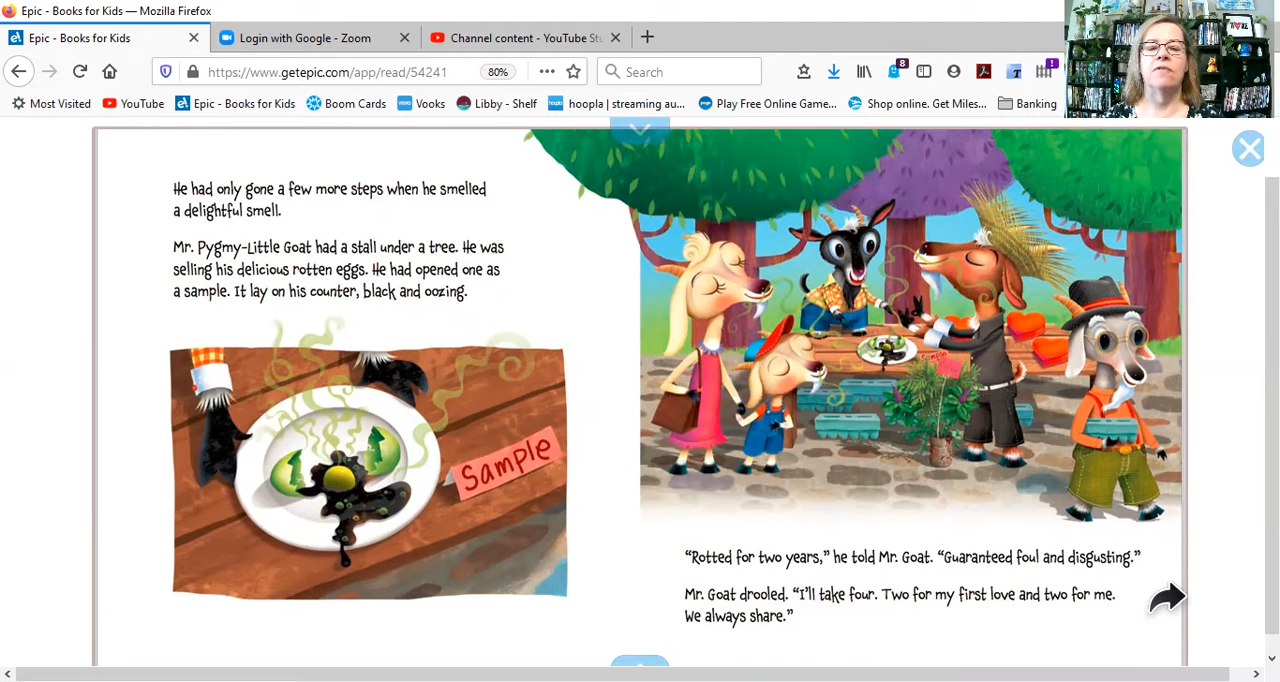 Epic - Books for Kids — Mozilla Firefox
Epic - Books for Kids
Login with Google - Zoom
Channel content - YouTube Stu
https://www.getepic.com/app/read/54241
80%
Search
8
Most Visited
YouTube
Epic - Books for Kids
Boom Cards
Vooks
Libby - Shelf
hoopla | streaming au...
Play Free Online Game...
Shop online. Get Miles...
Banking
He had only gone a few more steps when he smelled
a delightful smell.
Mr. Pygmy-Little Goat had a stall under a tree. He was
selling his delicious rotten eggs. He had opened one as
a sample. It lay on his counter, black and oozing.
Sample
Sample
"Rotted for two years," he told Mr. Goat. "Guaranteed foul and disgusting."
Mr. Goat drooled. "I'll take four. Two for my first love and two for me.
We always share."